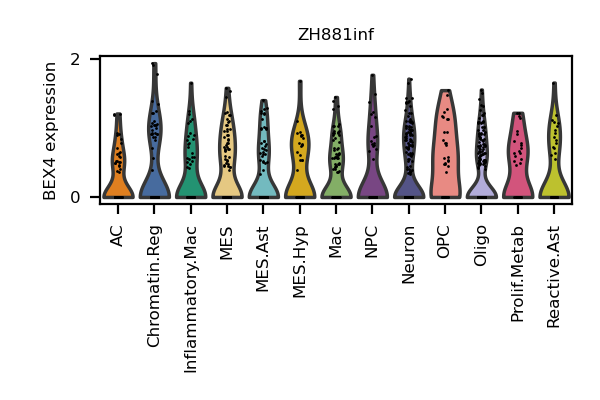 ZH881inf
BEX4 expression
2
0
AC
Chromatin.Reg
Inflammatory.Mac
MES
MES.Ast
MES.Hyp
Mac
NPC
Neuron
OPC
Oligo
Prolif.Metab
Reactive.Ast